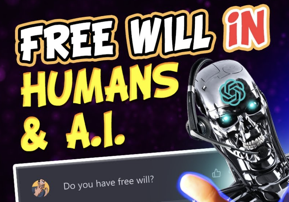 FREE WILL iN
HUMANS
& A.I.
Do you have free will?